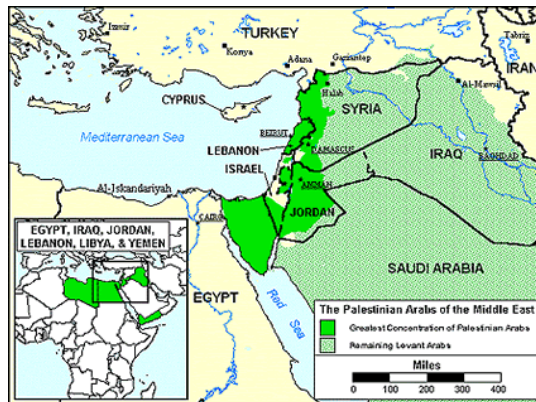 TURKEY
Izmir
Konya
Adana
Gaziantep
Tabriz
IRAN
Halab
Al-Mawsil
CYPRUS
SYRIA
Mediterranean Sea
BEIRUT
LEBANON
DAMASCUS
IRAQ
BAGHDAD
ISRAEL
Al-Iskandariyah
AMMAN
JORDAN
CAIRO
EGYPT, IRAQ, JORDAN,
LEBANON, LIBYA, & YEMEN
SAUDI ARABIA
EGYPT
Red Sea
The Palestinian Arabs of the Middle East
Greatest Concentration of Palestinian Arabs
Remaining Levant Arabs
Miles
0 100 200 300 400